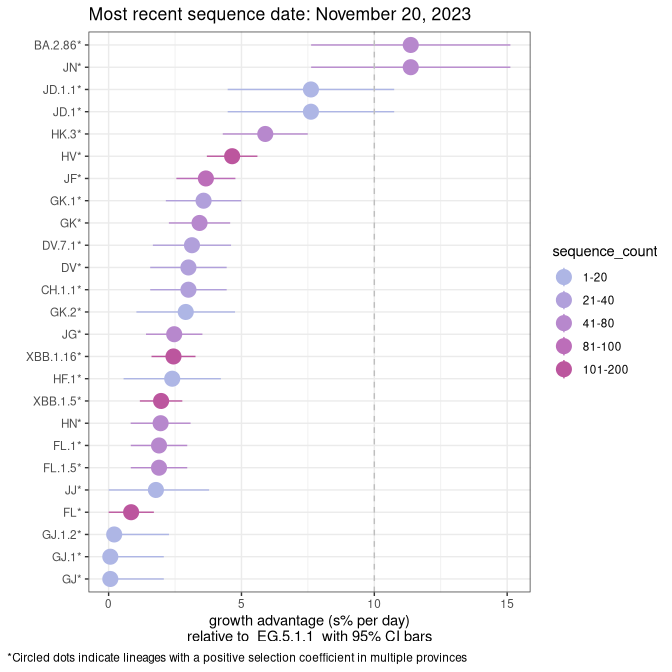 Most recent sequence date: November 20, 2023
BA.2.86*
JN*
JD.1.1*
JD.1*
HK.3*
HV*
JF*
GK.1*
GK*
DV.7.1*
DV*
CH.1.1*
GK.2*
JG*
XBB.1.16*
HF.1*
XBB.1.5*
HN*
FL.1*
FL.1.5*
JJ*
FL*
GJ.1.2*
GJ.1*
GJ*
0 5 10 15
growth advantage (s% per day)
relative to EG.5.1.1 with 95% CI bars
sequence_count
1-20
21-40
41-80
81-100
101-200
*Circled dots indicate lineages with a positive selection coefficient in multiple provinces